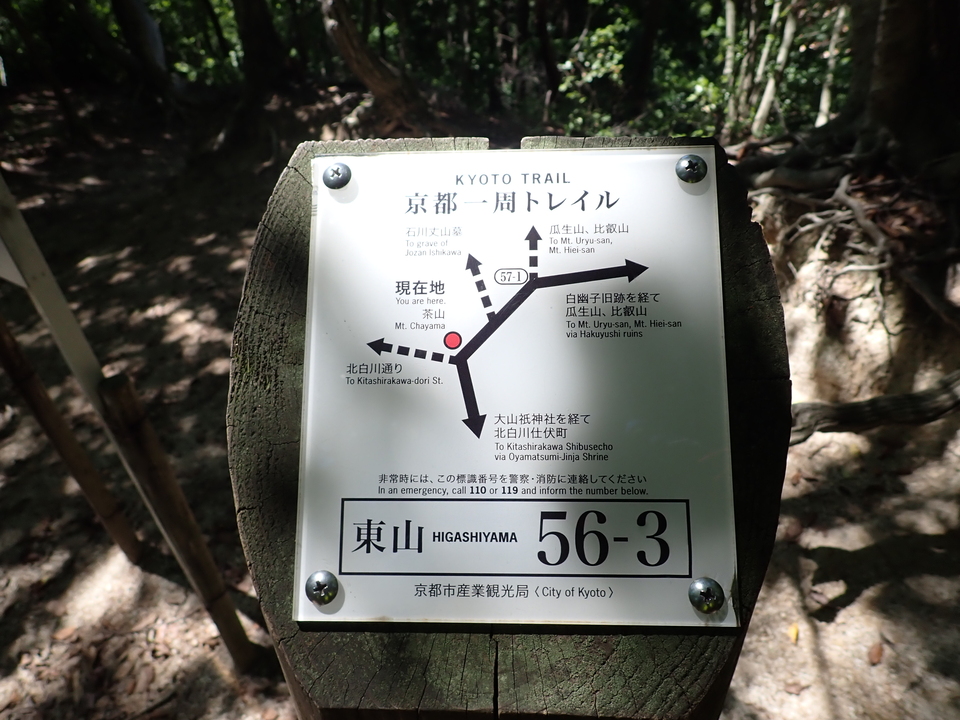 KYOTO TRAIL
京都一周トレイル
石川丈山墓
To grave of
Jozan Ishikawa
瓜生山、比叡山
To Mt. Uryu-san,
Mt. Hiei-san
57-1
現在地
You are here.
茶山
Mt. Chayama
白幽子旧跡を経て
瓜生山、比叡山
To Mt. Uryu-san, Mt. Hiei-san
via Hakuyushi ruins
北白川通り
To Kitashirakawa-dori St.
大山祇神社を経て
北白川仕伏町
To Kitashirakawa Shibusecho
via Oyamatsumi-Jinja Shrine
非常時には、この標識番号を警察・消防に連絡してください
In an emergency, call 110 or 119 and inform the number below.
東山 HIGASHIYAMA 56-3
京都市産業観光局〈City of Kyoto〉